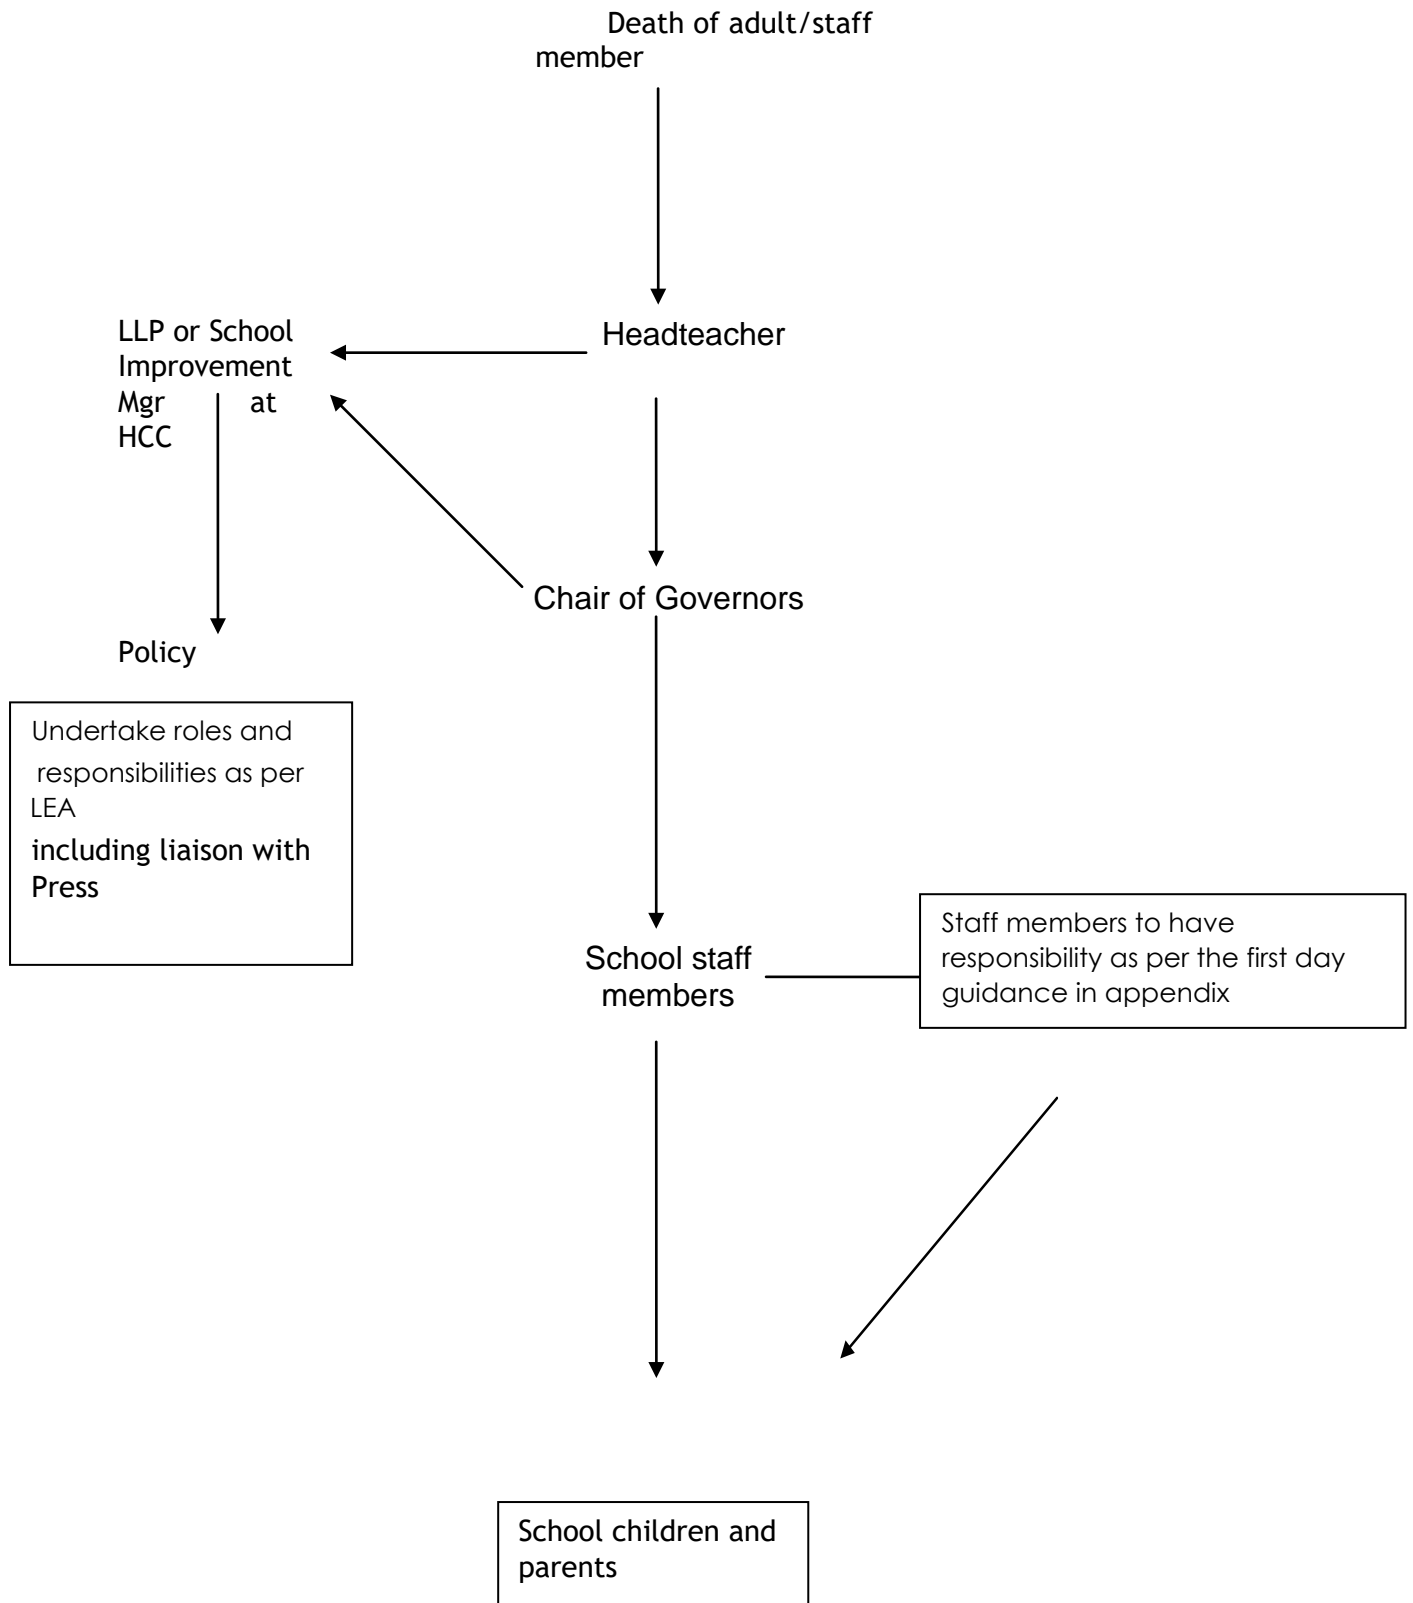 Death of adult/staff
member
LLP or School
Improvement
Mgr at
HCC
Headteacher
Chair of Governors
Policy
Undertake roles and
responsibilities as per
LEA
including liaison with
Press
School staff
members
Staff members to have
responsibility as per the first day
guidance in appendix
School children and
parents